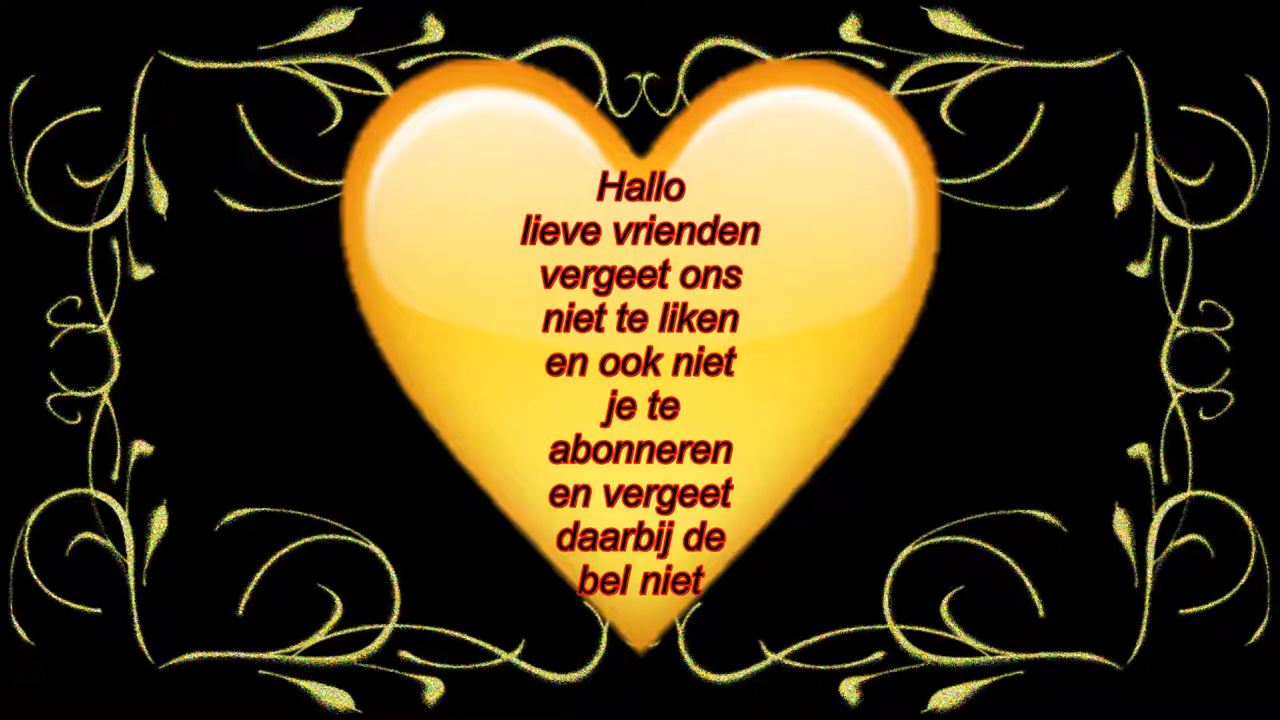 Hallo
lieve vrienden
vergeet ons
niet te liken
en ook niet
je te
abonneren
en vergeet
daarbij de
bel niet